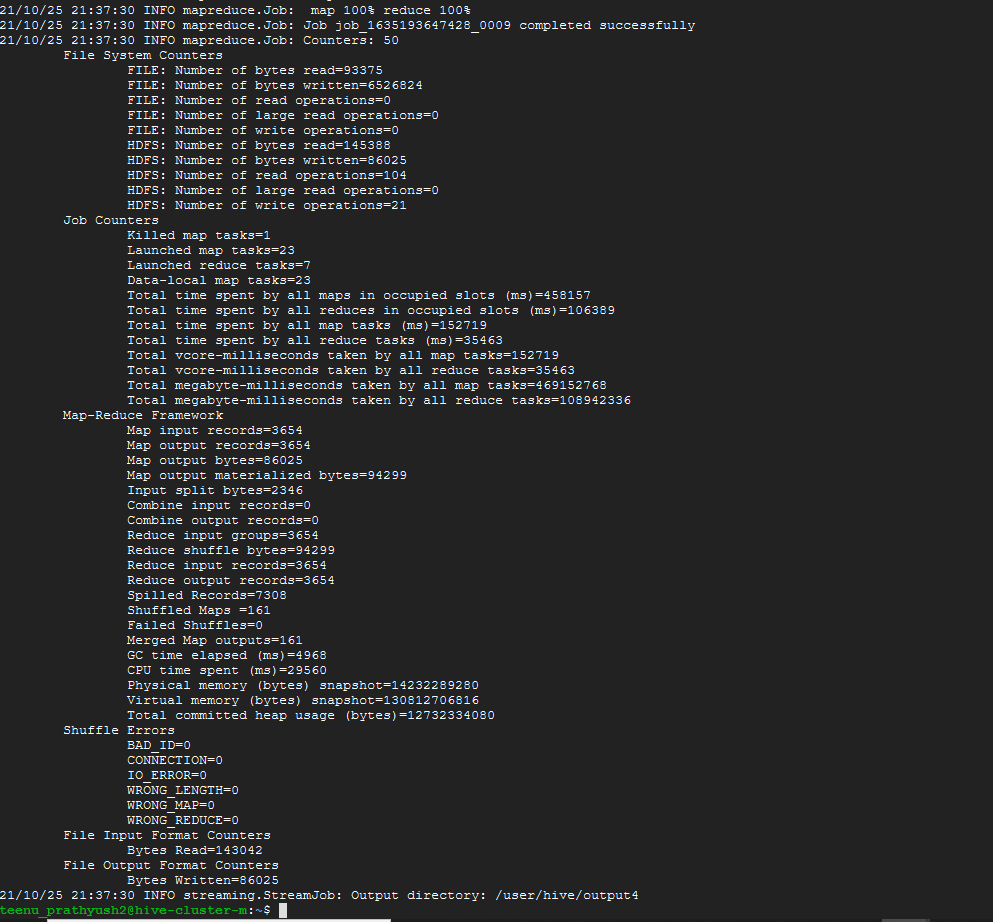 21/10/25 21:37:30 INFO mapreduce.Job:  map 100% reduce 100%
21/10/25 21:37:30 INFO mapreduce.Job: Job job_1635193647428_0009 completed successfully
21/10/25 21:37:30 INFO mapreduce.Job: Counters: 50
File System Counters
FILE: Number of bytes read=93375
FILE: Number of bytes written=6526824
FILE: Number of read operations=0
FILE: Number of large read operations=0
FILE: Number of write operations=0
HDFS: Number of bytes read=145388
HDFS: Number of bytes written=86025
HDFS: Number of read operations=104
HDFS: Number of large read operations=0
HDFS: Number of write operations=21
Job Counters
Killed map tasks=1
Launched map tasks=23
Launched reduce tasks=7
Data-local map tasks=23
Total time spent by all maps in occupied slots (ms)=458157
Total time spent by all reduces in occupied slots (ms)=106389
Total time spent by all map tasks (ms)=152719
Total time spent by all reduce tasks (ms)=35463
Total vcore-milliseconds taken by all map tasks=152719
Total vcore-milliseconds taken by all reduce tasks=35463
Total megabyte-milliseconds taken by all map tasks=469152768
Total megabyte-milliseconds taken by all reduce tasks=108942336
Map-Reduce Framework
Map input records=3654
Map output records=3654
Map output bytes=86025
Map output materialized bytes=94299
Input split bytes=2346
Combine input records=0
Combine output records=0
Reduce input groups=3654
Reduce shuffle bytes=94299
Reduce input records=3654
Reduce output records=3654
Spilled Records=7308
Shuffled Maps =161
Failed Shuffles=0
Merged Map outputs=161
GC time elapsed (ms)=4968
CPU time spent (ms)=29560
Physical memory (bytes) snapshot=14232289280
Virtual memory (bytes) snapshot=130812706816
Total committed heap usage (bytes)=12732334080
Shuffle Errors
BAD_ID=0
CONNECTION=0
IO_ERROR=0
WRONG_LENGTH=0
WRONG_MAP=0
WRONG_REDUCE=0
File Input Format Counters
Bytes Read=143042
File Output Format Counters
Bytes Written=86025
21/10/25 21:37:30 INFO streaming.StreamJob: Output directory: /user/hive/output4
teenu_prathyush2@hive-cluster-m:~$